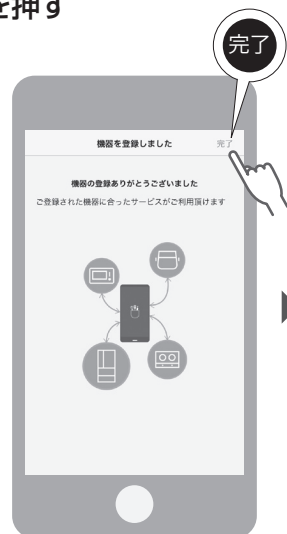 を押す
完了
機器を登録しました 完了
機器の登録ありがとうございました
ご登録された機器に合ったサービスがご利用頂けます